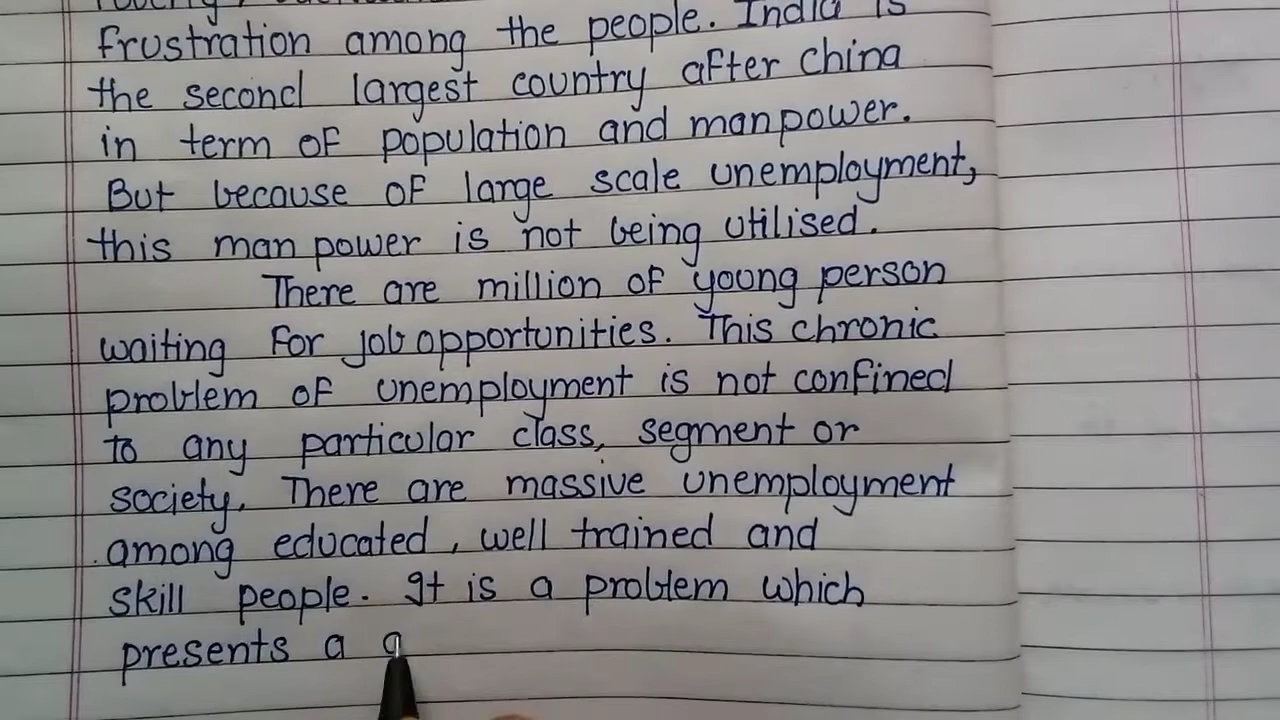 frustration among the people. India is
the second largest country after china
in term of population and manpower.
But because of large scale unemployment,
this man power is not being utilised.
There are million of young person
waiting for job opportunities. This chronic
problem of unemployment is not confined
to any particular class, segment or
society. There are massive unemployment
among educated, well trained and
skill people. It is a problem which
presents a